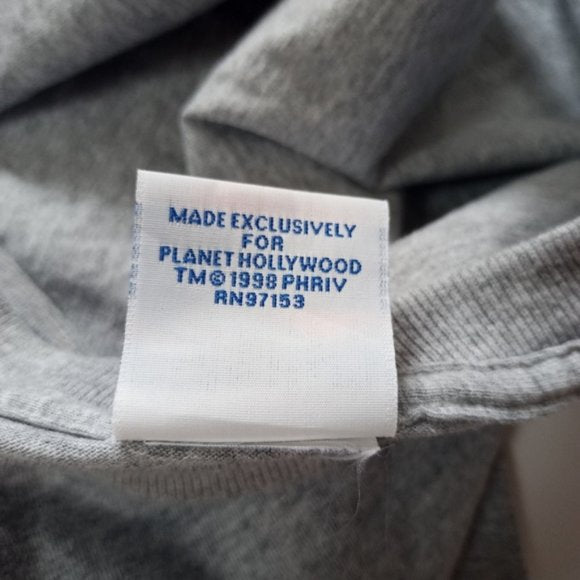 MADE EXCLUSIVELY
FOR
PLANET HOLLYWOOD
TM © 1998 PHRIV
RN97153